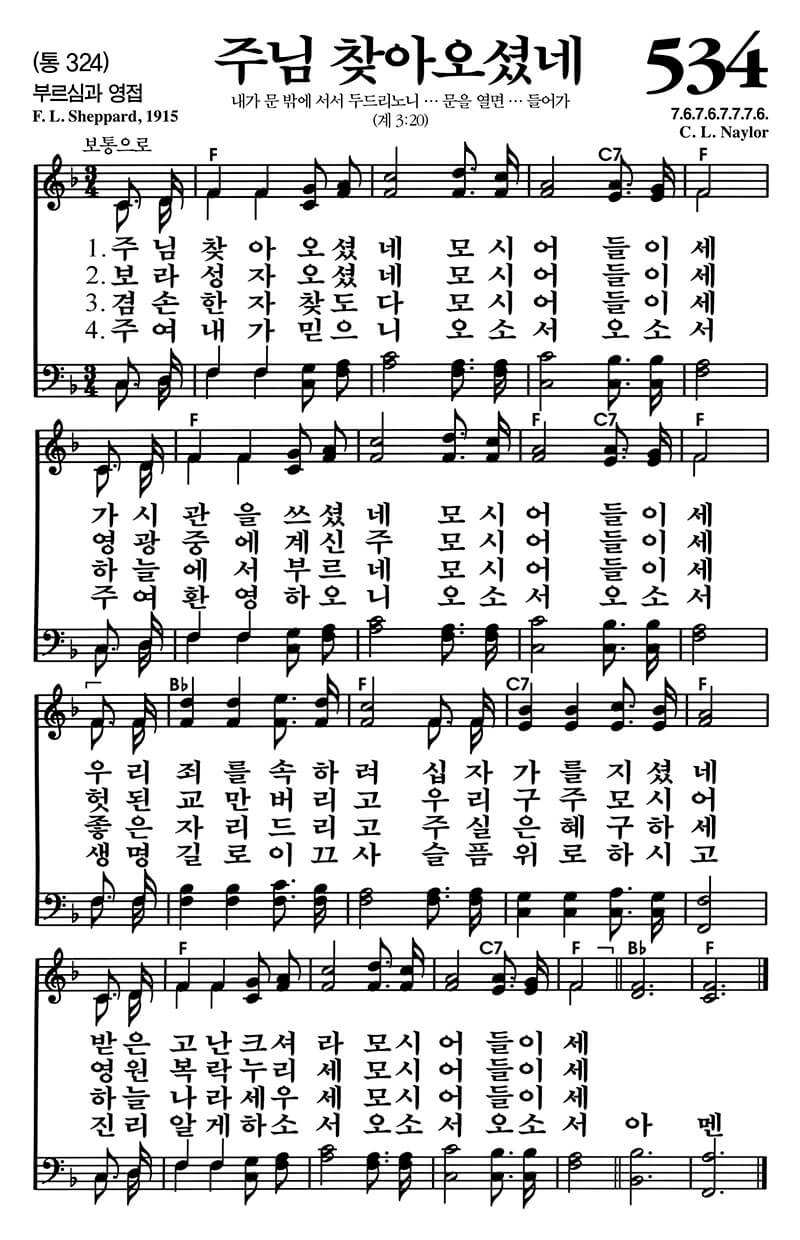 (통 324)
주님 찾아오셨네
534
부르심과 영접
내가 문 밖에 서서 두드리노니 … 문을 열면 … 들어가
7.6.7.6.7.7.7.6.
F. L. Sheppard, 1915
(계 3:20)
C. L. Naylor
보통으로
F C7 F
3/4
1. 주 님 찾 아 오 셨 네 모 시 어 들 이 세
2. 보 라 성 자 오 셨 네 모 시 어 들 이 세
3. 겸 손 한 자 찾 도 다 모 시 어 들 이 세
4. 주 여 내 가 믿 으 니 오 소 서 오 소 서
3/4
F F C7 F
가 시 관 을 쓰 셨 네 모 시 어 들 이 세
영 광 중 에 계 신 주 모 시 어 들 이 세
하 늘 에 서 부 르 네 모 시 어 들 이 세
주 여 환 영 하 오 니 오 소 서 오 소 서
B♭ F C7 F
우 리 죄 를 속 하 려 십 자 가 를 지 셨 네
헛 된 교 만 버 리 고 우 리 구 주 모 시 어
좋 은 자 리 드 리 고 주 실 은 혜 구 하 세
생 명 길 로 이 끄 사 슬 픔 위 로 하 시 고
F C7 F B♭ F
받 은 고 난 크 셔 라 모 시 어 들 이 세
영 원 복 락 누 리 세 모 시 어 들 이 세
하 늘 나 라 세 우 세 모 시 어 들 이 세
진 리 알 게 하 소 서 오 소 서 오 소 서 아 멘